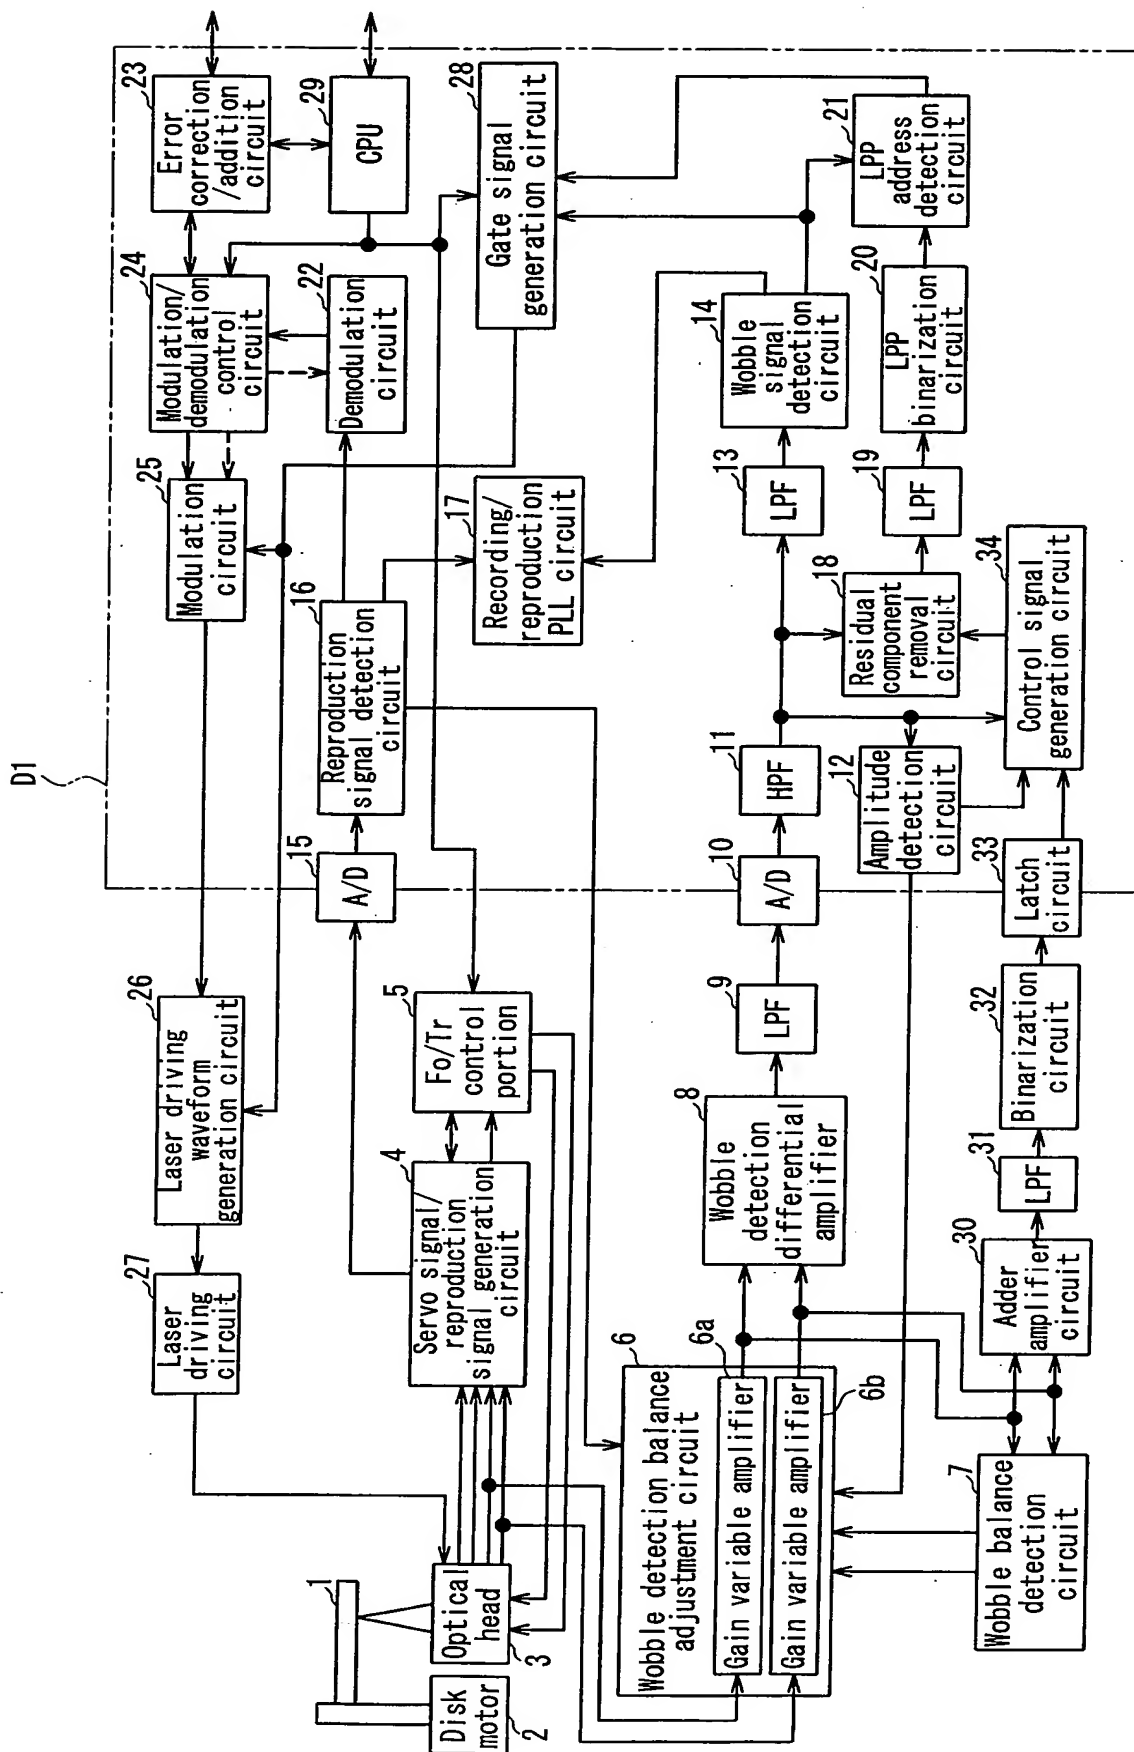 D1
23
Error
correction
/addition
circuit
29
CPU
28
Gate signal
generation circuit
21
LPP
address
detection
circuit
24
Modulation/
demodulation
control
circuit
22
Demodulation
circuit
14
Wobble
signal
detection
circuit
20
LPP
binarization
circuit
25
Modulation
circuit
17
Recording/
reproduction
PLL circuit
13
LPF
19
LPF
16
Reproduction
signal detection
circuit
18
Residual
component
removal
circuit
34
Control signal
generation circuit
15
A/D
10
A/D
11
HPF
12
Amplitude
detection
circuit
33
Latch
circuit
26
Laser driving
waveform
generation circuit
5
Fo/Tr
control
portion
9
LPF
32
Binarization
circuit
27
Laser
driving
circuit
4
Servo signal/
reproduction
signal generation
circuit
8
Wobble
detection
differential
amplifier
31
LPF
30
Adder
amplifier
circuit
1
Optical
head
3
Disk
motor
2
6
Wobble detection balance
adjustment circuit
6a
Gain variable amplifier
Gain variable amplifier
6b
7
Wobble balance
detection
circuit